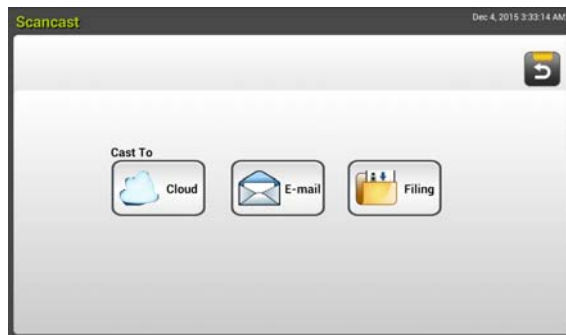 Scancast
Dec 4, 2015 3:33:14 AM
Cast To
Cloud
E-mail
Filing